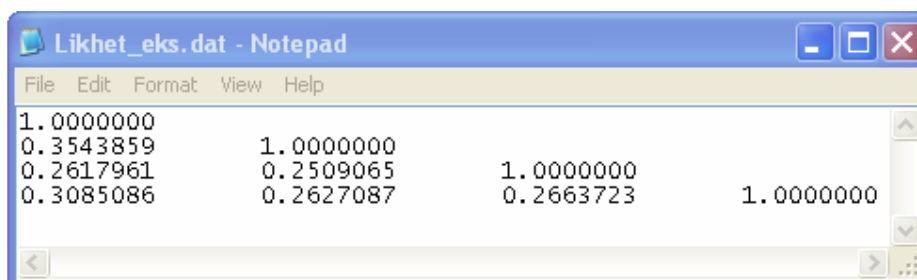 Likhet_eks.dat - Notepad
File Edit Format View Help
1.0000000
0.3543859 1.0000000
0.2617961 0.2509065 1.0000000
0.3085086 0.2627087 0.2663723 1.0000000